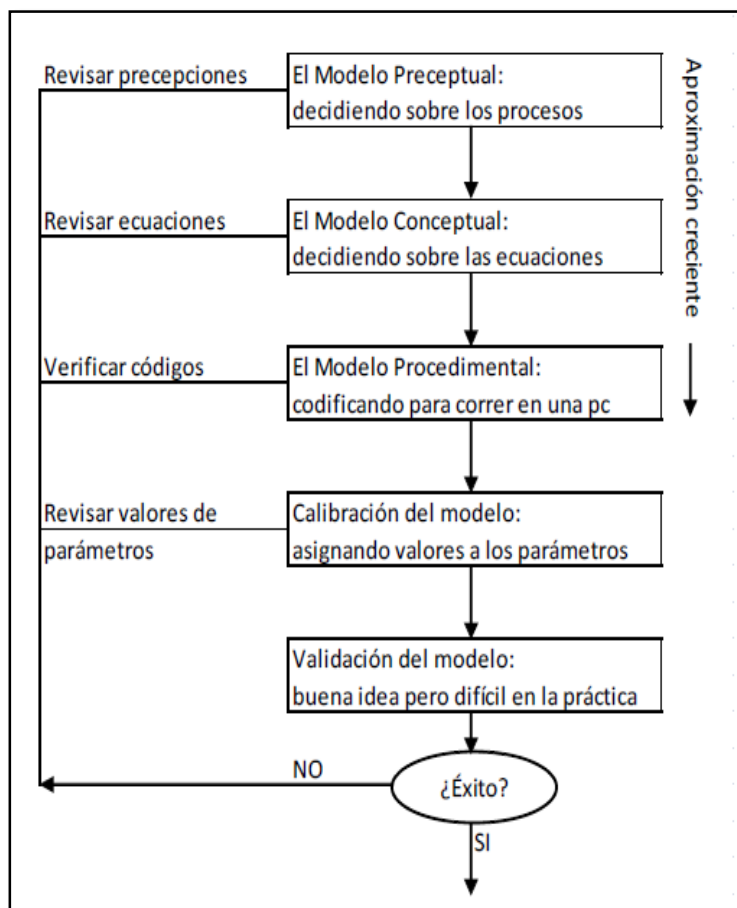 Revisar precepciones
El Modelo Preceptual:
decidiendo sobre los procesos
Aproximación creciente
Revisar ecuaciones
El Modelo Conceptual:
decidiendo sobre las ecuaciones
Verificar códigos
El Modelo Procedimental:
codificando para correr en una pc
Revisar valores de
parámetros
Calibración del modelo:
asignando valores a los parámetros
Validación del modelo:
buena idea pero difícil en la práctica
NO
¿Éxito?
SI